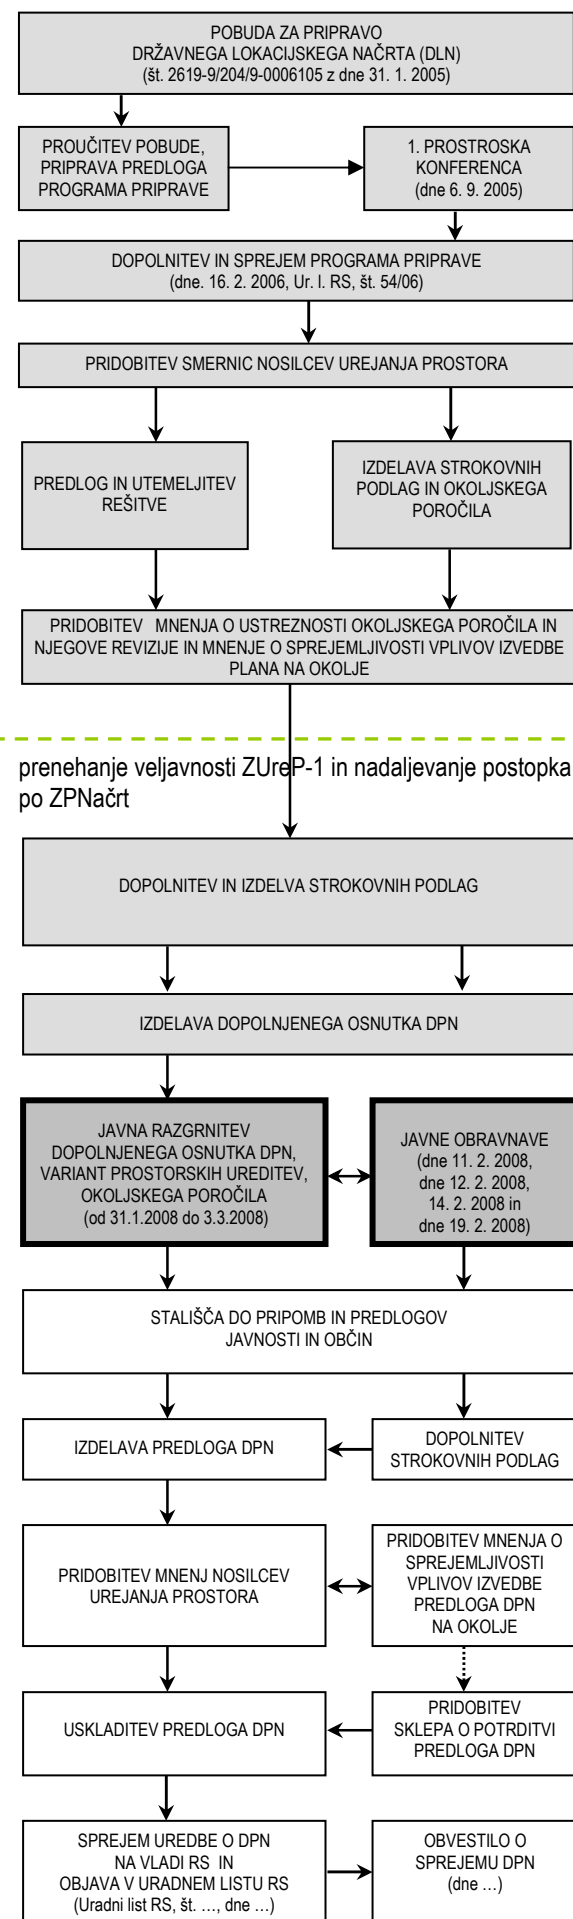 POBUDA ZA PRIPRAVO
DRŽAVNEGA LOKACIJSKEGA NAČRTA (DLN)
(št. 2619-9/204/9-0006105 z dne 31. 1. 2005)
PROUČITEV POBUDE,
PRIPRAVA PREDLOGA
PROGRAMA PRIPRAVE
1. PROSTROSKA
KONFERENCA
(dne 6. 9. 2005)
DOPOLNITEV IN SPREJEM PROGRAMA PRIPRAVE
(dne. 16. 2. 2006, Ur. l. RS, št. 54/06)
PRIDOBITEV SMERNIC NOSILCEV UREJANJA PROSTORA
PREDLOG IN UTEMELJITEV
REŠITVE
IZDELAVA STROKOVNIH
PODLAG IN OKOLJSKEGA
POROČILA
PRIDOBITEV MNENJA O USTREZNOSTI OKOLJSKEGA POROČILA IN
NJEGOVE REVIZIJE IN MNENJE O SPREJEMLJIVOSTI VPLIVOV IZVEDBE
PLANA NA OKOLJE
prenehanje veljavnosti ZUreP-1 in nadaljevanje postopka
po ZPNačrt
DOPOLNITEV IN IZDELVA STROKOVNIH PODLAG
IZDELAVA DOPOLNJENEGA OSNUTKA DPN
JAVNA RAZGRNITEV
DOPOLNJENEGA OSNUTKA DPN,
VARIANT PROSTORSKIH UREDITEV,
OKOLJSKEGA POROČILA
(od 31.1.2008 do 3.3.2008)
JAVNE OBRAVNAVE
(dne 11. 2. 2008,
dne 12. 2. 2008,
14. 2. 2008 in
dne 19. 2. 2008)
STALIŠČA DO PRIPOMB IN PREDLOGOV
JAVNOSTI IN OBČIN
IZDELAVA PREDLOGA DPN
DOPOLNITEV
STROKOVNIH PODLAG
PRIDOBITEV MNENJ NOSILCEV
UREJANJA PROSTORA
PRIDOBITEV MNENJA O
SPREJEMLJIVOSTI
VPLIVOV IZVEDBE
PREDLOGA DPN
NA OKOLJE
USKLADITEV PREDLOGA DPN
PRIDOBITEV
SKLEPA O POTRDITVI
PREDLOGA DPN
SPREJEM UREDBE O DPN
NA VLADI RS IN
OBJAVA V URADNEM LISTU RS
(Uradni list RS, št. …, dne …)
OBVESTILO O
SPREJEMU DPN
(dne …)